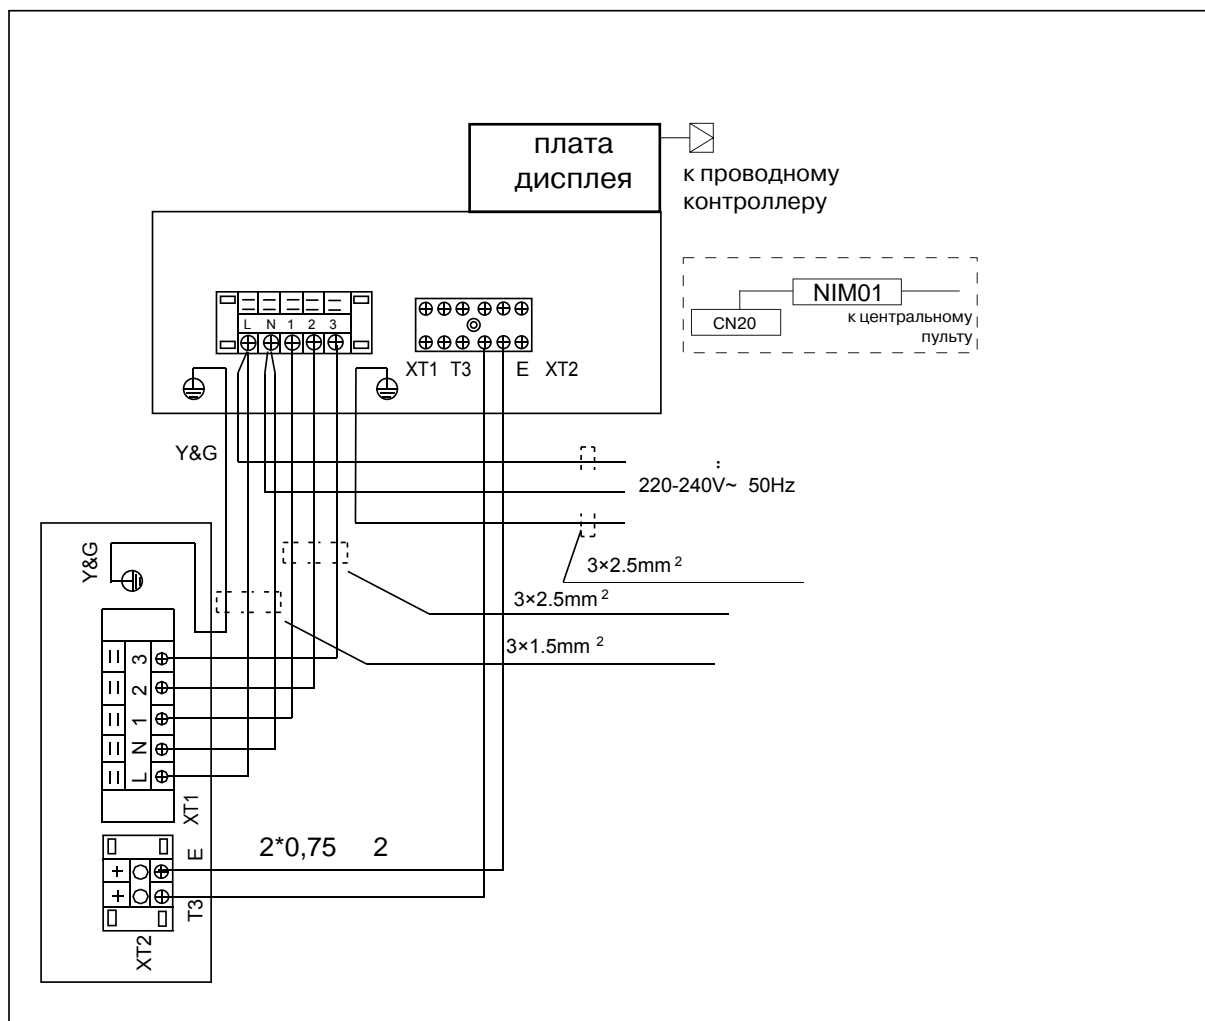 плата
дисплея
к проводному
контроллеру
NIM01
CN20
к центральному
пульту
L N 1 2 3
XT1 T3 E XT2
Y&G
:
220-240V~ 50Hz
Y&G
3×2.5mm ²
3×2.5mm ²
3×1.5mm ²
3
2
1
N
L
XT1
2*0,75 2
E
T3
XT2